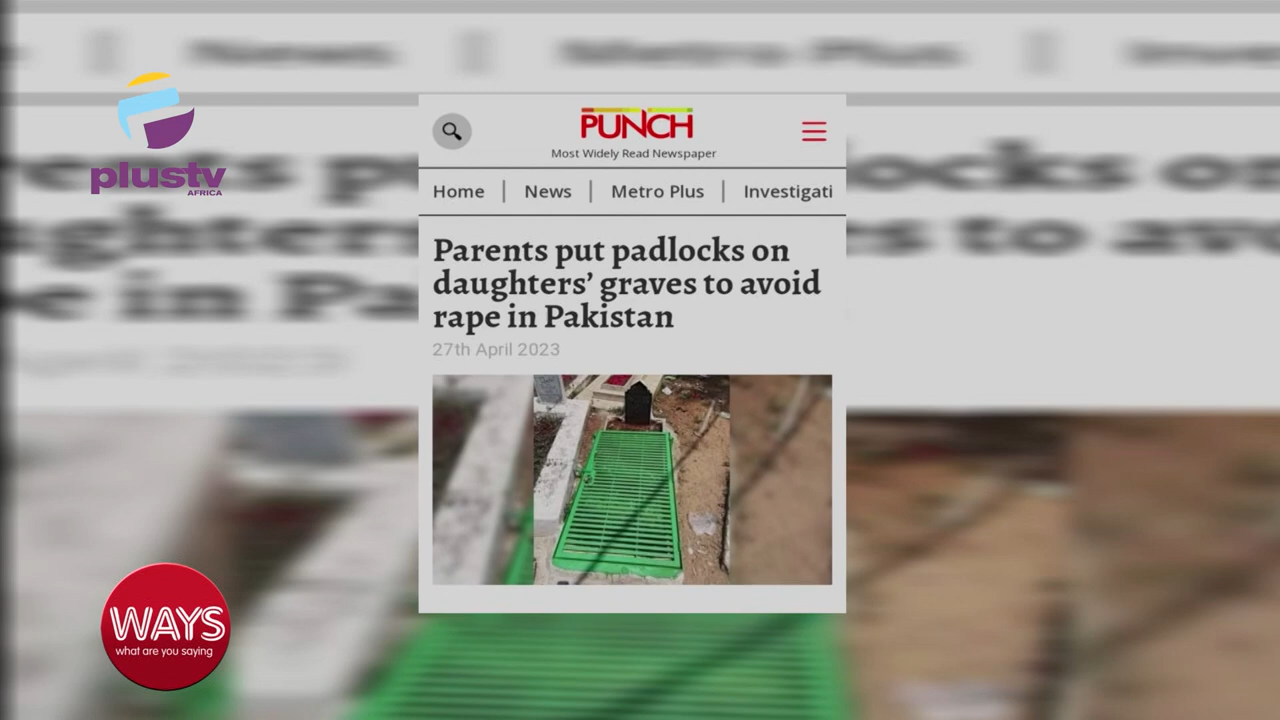 plustv
AFRICA
PUNCH
Most Widely Read Newspaper
Home | News | Metro Plus | Investigati
Parents put padlocks on
daughters’ graves to avoid
rape in Pakistan
27th April 2023
WAYS
what are you saying